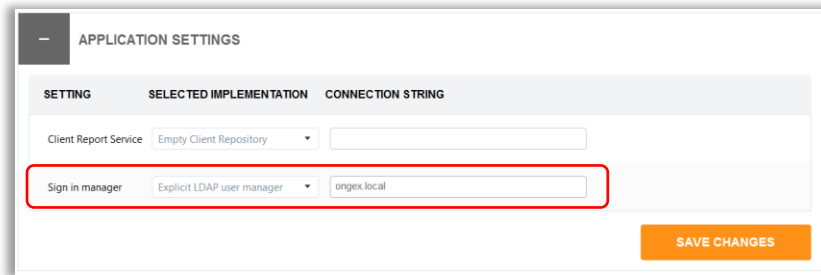 APPLICATION SETTINGS
SETTING SELECTED IMPLEMENTATION CONNECTION STRING
Client Report Service Empty Client Repository
Sign in manager Explicit LDAP user manager ongex.local
SAVE CHANGES